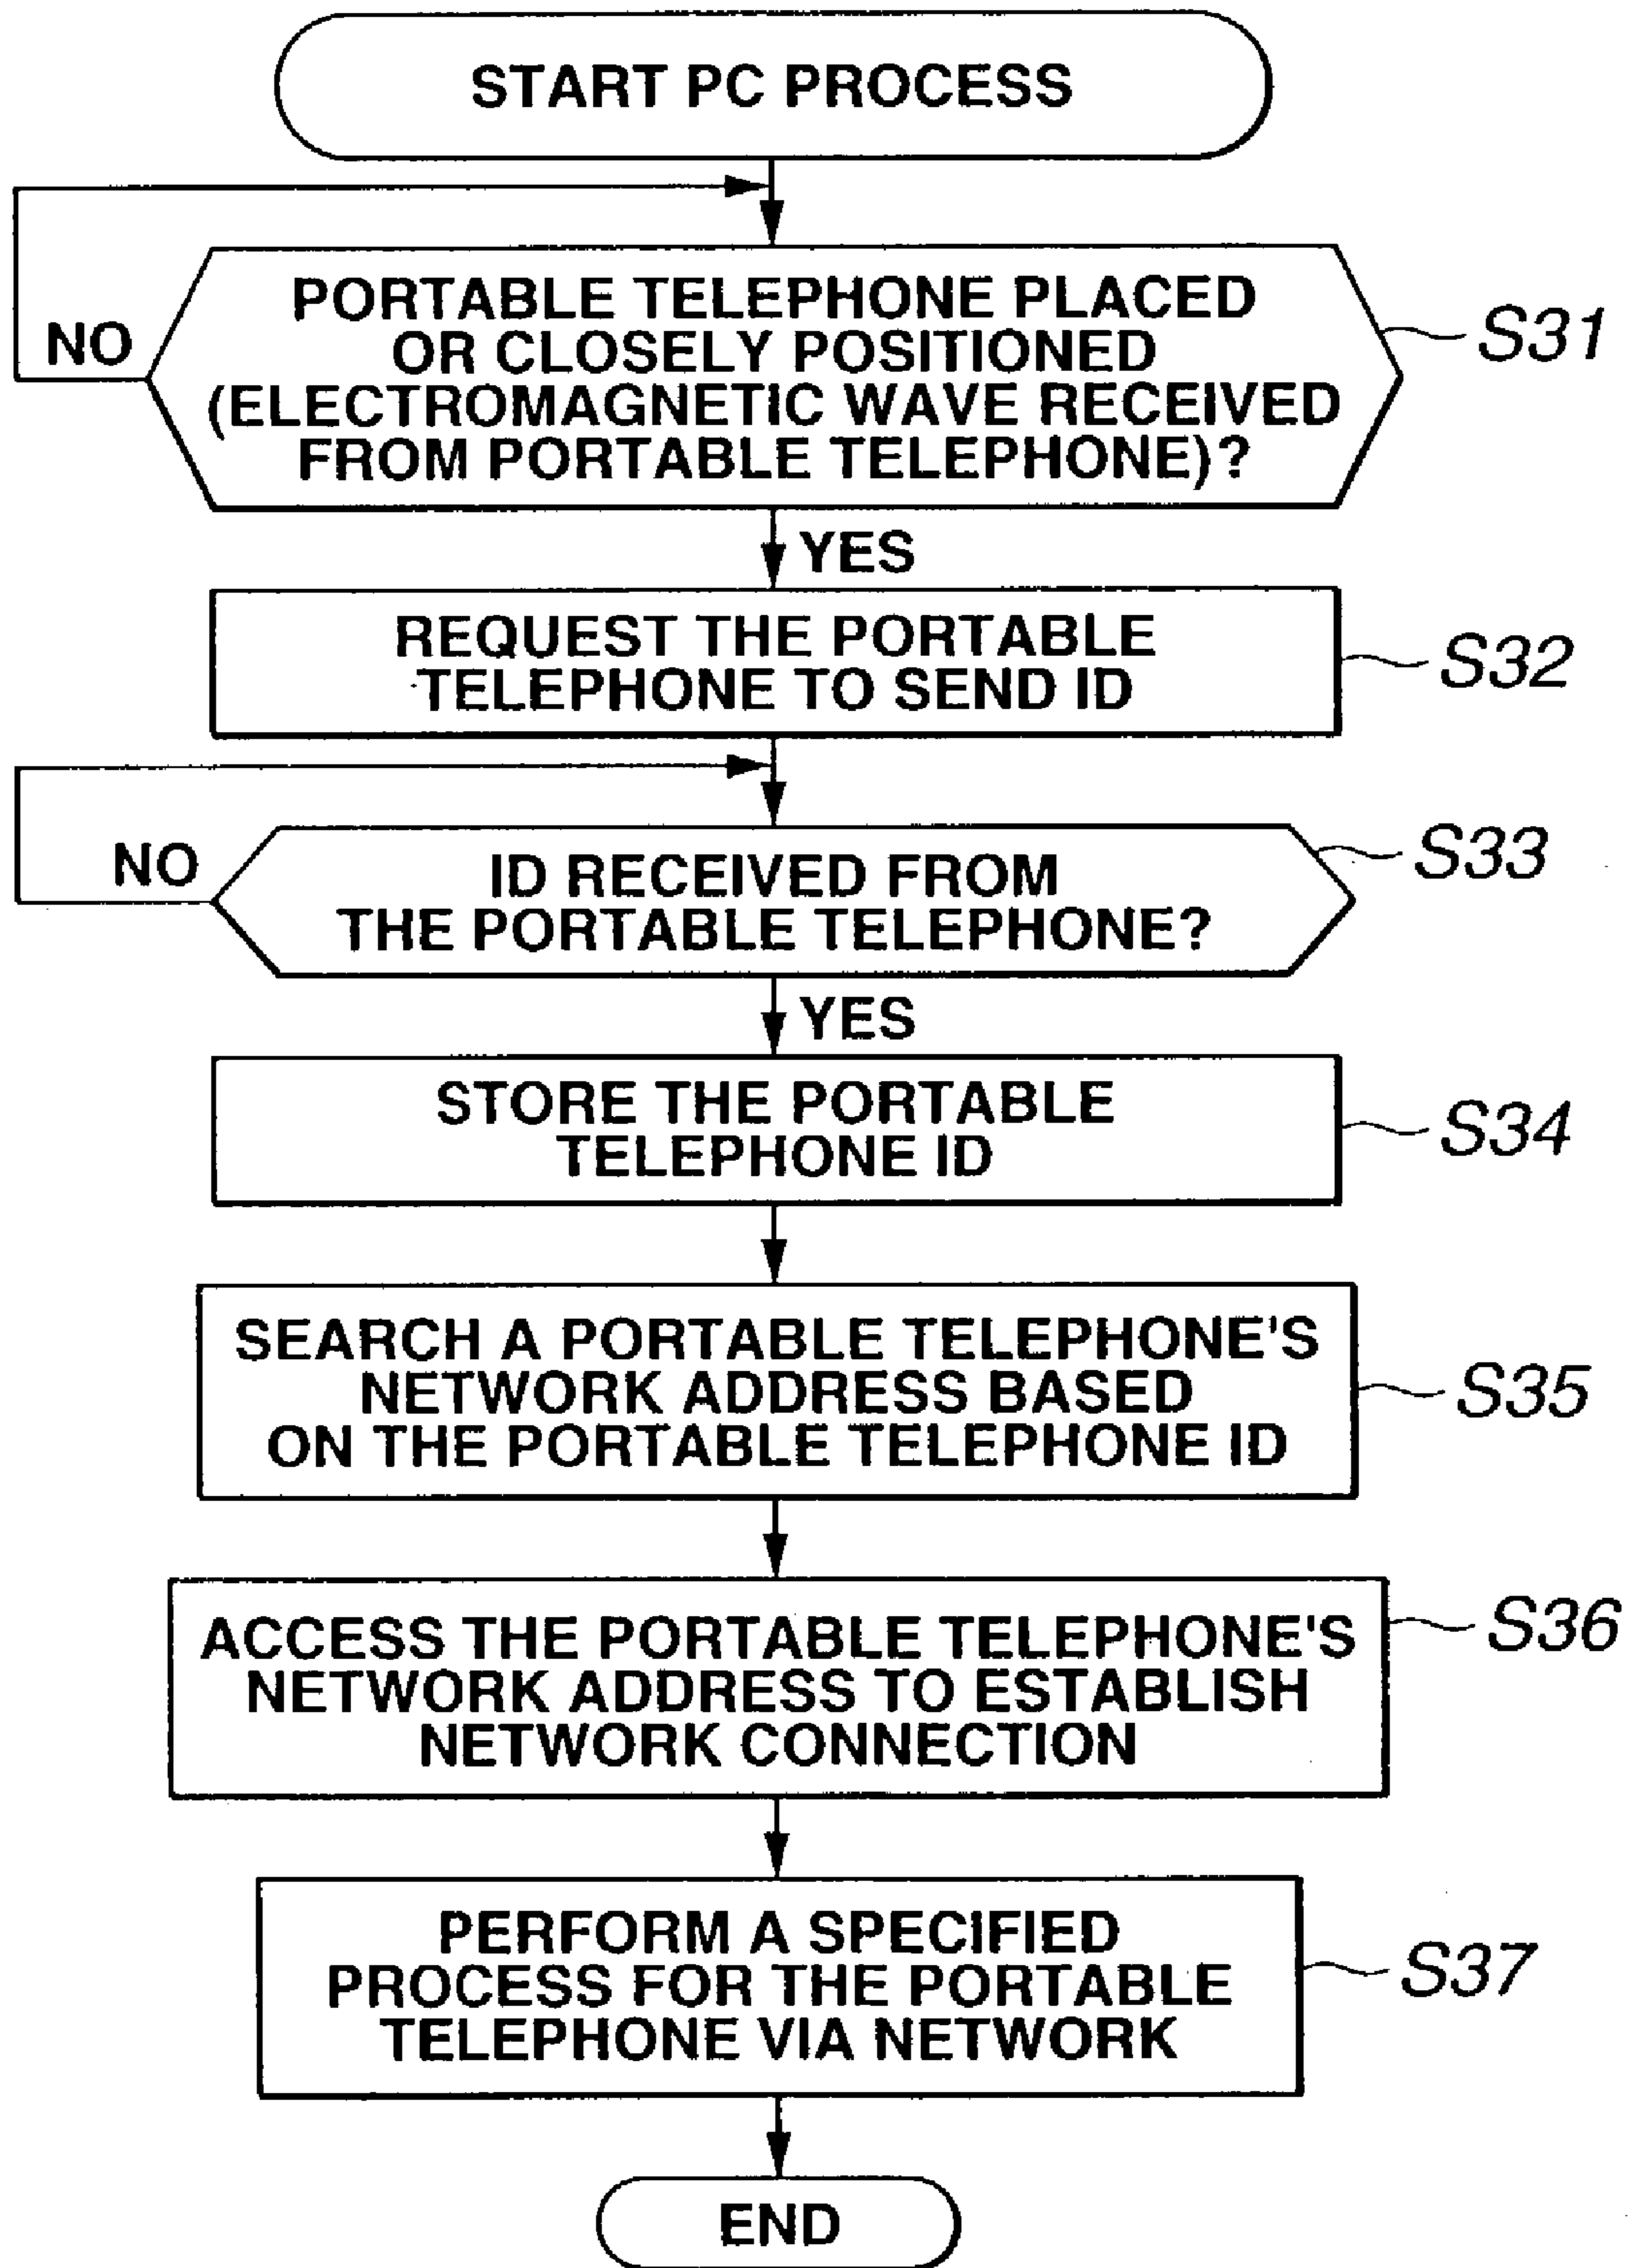 START PC PROCESS
PORTABLE TELEPHONE PLACED
OR CLOSELY POSITIONED
(ELECTROMAGNETIC WAVE RECEIVED
FROM PORTABLE TELEPHONE)?
S31
NO
YES
REQUEST THE PORTABLE
TELEPHONE TO SEND ID
S32
ID RECEIVED FROM
THE PORTABLE TELEPHONE?
S33
NO
YES
STORE THE PORTABLE
TELEPHONE ID
S34
SEARCH A PORTABLE TELEPHONE'S
NETWORK ADDRESS BASED
ON THE PORTABLE TELEPHONE ID
S35
ACCESS THE PORTABLE TELEPHONE'S
NETWORK ADDRESS TO ESTABLISH
NETWORK CONNECTION
S36
PERFORM A SPECIFIED
PROCESS FOR THE PORTABLE
TELEPHONE VIA NETWORK
S37
END